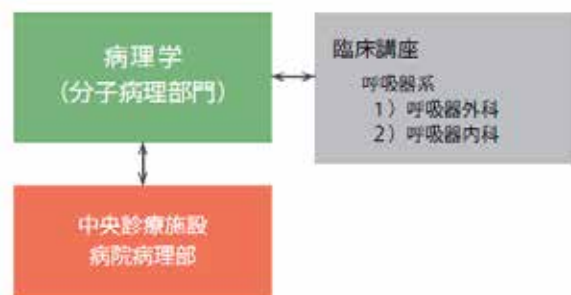 病理学
（分子病理部門）
臨床講座
呼吸器系
1）呼吸器外科
2）呼吸器内科
中央診療施設
病院病理部